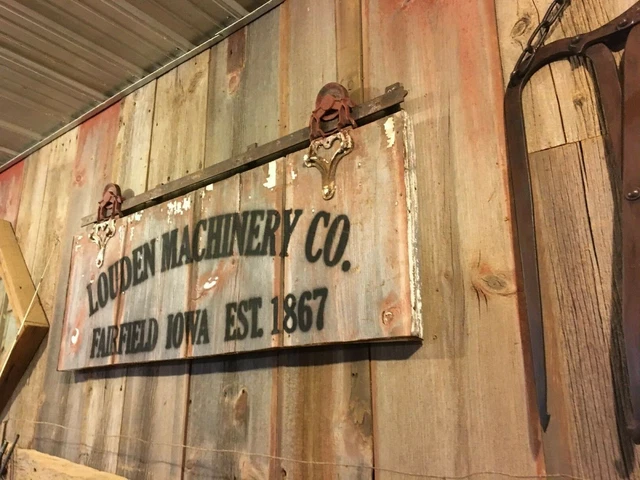 LOUDEN MACHINERY CO.
FAIRFIELD IOWA EST. 1867